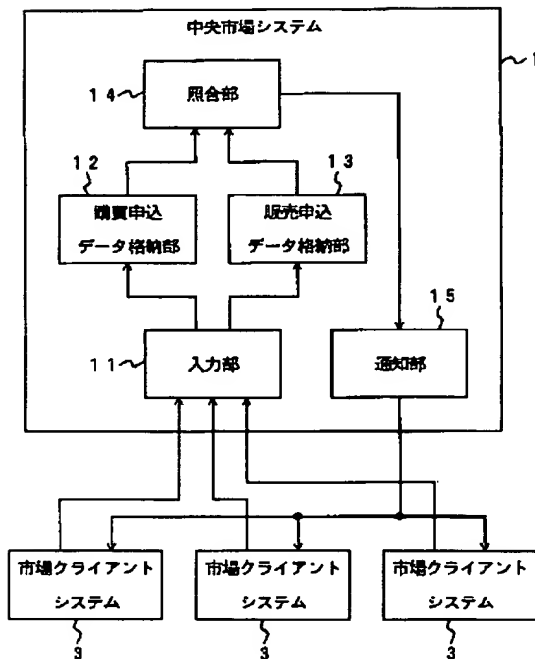 中央市場システム
1
14
照合部
12
13
購買申込
データ格納部
販売申込
データ格納部
15
11
入力部
通知部
市場クライアント
システム
市場クライアント
システム
市場クライアント
システム
3
3
3